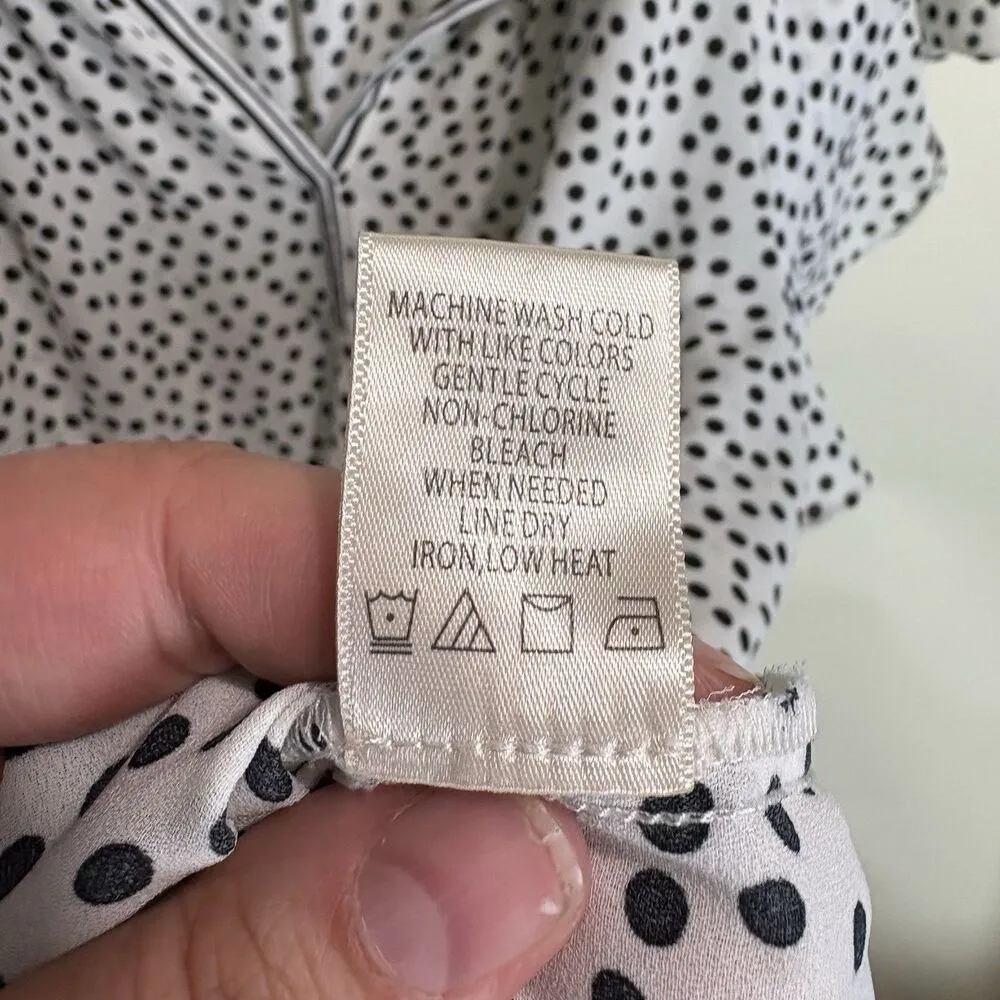 MACHINE WASH COLD
WITH LIKE COLORS
GENTLE CYCLE
NON-CHLORINE
BLEACH
WHEN NEEDED
LINE DRY
IRON,LOW HEAT